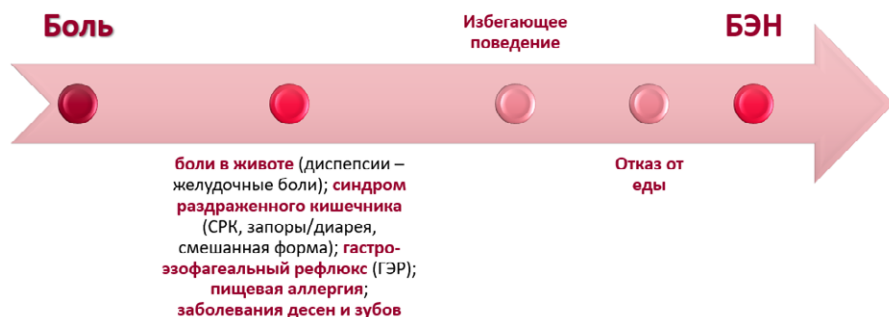 Боль
Избегающее
поведение
БЭН
боли в животе (диспепсии –
желудочные боли); синдром
раздраженного кишечника
(СРК, запоры/диарея,
смешанная форма); гастро-
эзофагеальный рефлюкс (ГЭР);
пищевая аллергия;
заболевания десен и зубов
Отказ от
еды